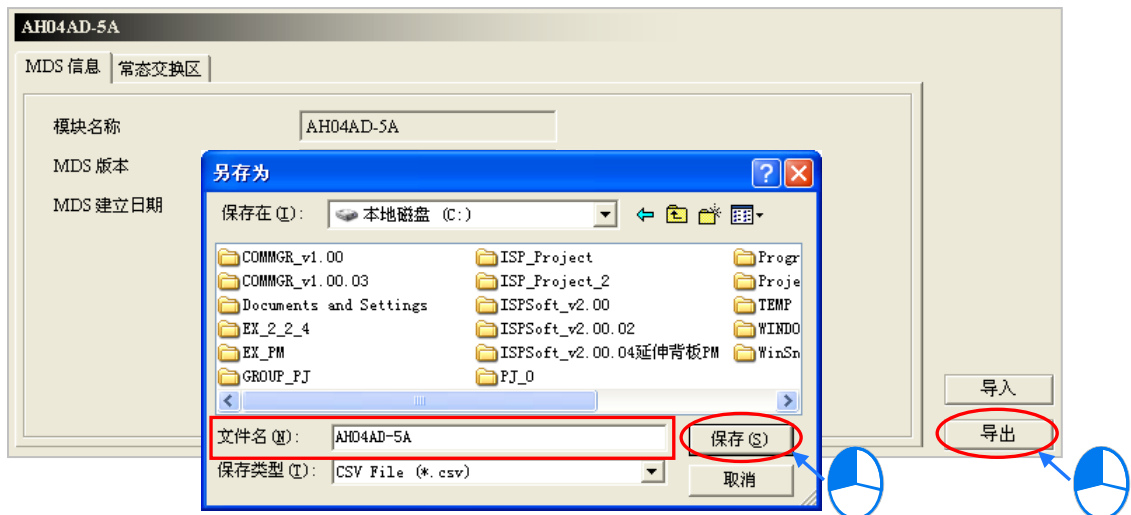 AH04AD-5A
MDS 信息 常态交换区
模块名称 AH04AD-5A
MDS 版本
MDS 建立日期
另存为
保存在(I): 本地磁盘 (C:)
COMMGR_v1.00 ISP_Project Progr
COMMGR_v1.00.03 ISP_Project_2 Proje
Documents and Settings ISPSoft_v2.00 TEMP
EX_2_2_4 ISPSoft_v2.00.02 WINDO
EX_PM ISPSoft_v2.00.04延伸背板PM WinSn
GROUP_PJ PJ_0
文件名(N): AH04AD-5A 保存(S)
保存类型(T): CSV File (*.csv) 取消
导入
导出